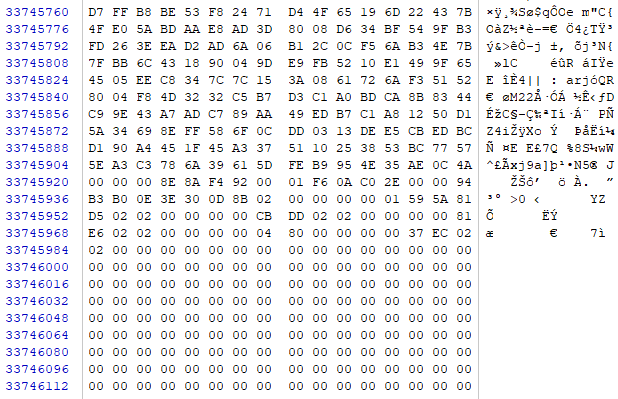 33745760 D7 FF B8 BE 53 F8 24 71 D4 4F 65 19 6D 22 43 7B ×ÿ¸¾Sø$qÔOe m"C{
33745776 4F E0 5A BD AA E8 AD 3D 80 08 D6 34 BF 54 9F B3 OàZ½ªè-=€ Ö4¿TŸ³
33745792 FD 26 3E EA D2 AD 6A 06 B1 2C 0C F5 6A B3 4E 7B ý&>êÒ-j ±, õj³N{
33745808 7F BB 6C 43 18 90 04 9D E9 FB 52 10 E1 49 9F 65 »lC éûR áIŸe
33745824 45 05 EE C8 34 7C 7C 15 3A 08 61 72 6A F3 51 52 E îÈ4|| : arjóQR
33745840 80 04 F8 4D 32 32 C5 B7 D3 C1 A0 BD CA 8B 83 44 € øM22Å·ÓÁ ½Ê‹ƒD
33745856 C9 9E 43 A7 AD C7 89 AA 49 ED B7 C1 A8 12 50 D1 ÉžC§-Ç‰ªIí·Á¨ PÑ
33745872 5A 34 69 8E FF 58 6F 0C DD 03 13 DE E5 CB ED BC Z4iŽÿXo Ý ÞåËí¼
33745888 D1 90 A4 45 1F 45 A3 37 51 10 25 38 53 BC 77 57 Ñ ¤E E£7Q %8S¼wW
33745904 5E A3 C3 78 6A 39 61 5D FE B9 95 4E 35 AE 0C 4A ^£Ãxj9a]þ¹•N5® J
33745920 00 00 00 8E 8A F4 92 00 01 F6 0A C0 2E 00 00 94 ŽŠô’ ö À. ”
33745936 B3 B0 0E 3E 30 0D 8B 02 00 00 00 00 01 59 5A 81 ³° >0 ‹ YZ
33745952 D5 02 02 00 00 00 00 CB DD 02 02 00 00 00 00 81 Õ ËÝ
33745968 E6 02 02 00 00 00 00 04 80 00 00 00 00 37 EC 02 æ € 7ì
33745984 02 00 00 00 00 00 00 00 00 00 00 00 00 00 00 00
33746000 00 00 00 00 00 00 00 00 00 00 00 00 00 00 00 00
33746016 00 00 00 00 00 00 00 00 00 00 00 00 00 00 00 00
33746032 00 00 00 00 00 00 00 00 00 00 00 00 00 00 00 00
33746048 00 00 00 00 00 00 00 00 00 00 00 00 00 00 00 00
33746064 00 00 00 00 00 00 00 00 00 00 00 00 00 00 00 00
33746080 00 00 00 00 00 00 00 00 00 00 00 00 00 00 00 00
33746096 00 00 00 00 00 00 00 00 00 00 00 00 00 00 00 00
33746112 00 00 00 00 00 00 00 00 00 00 00 00 00 00 00 00